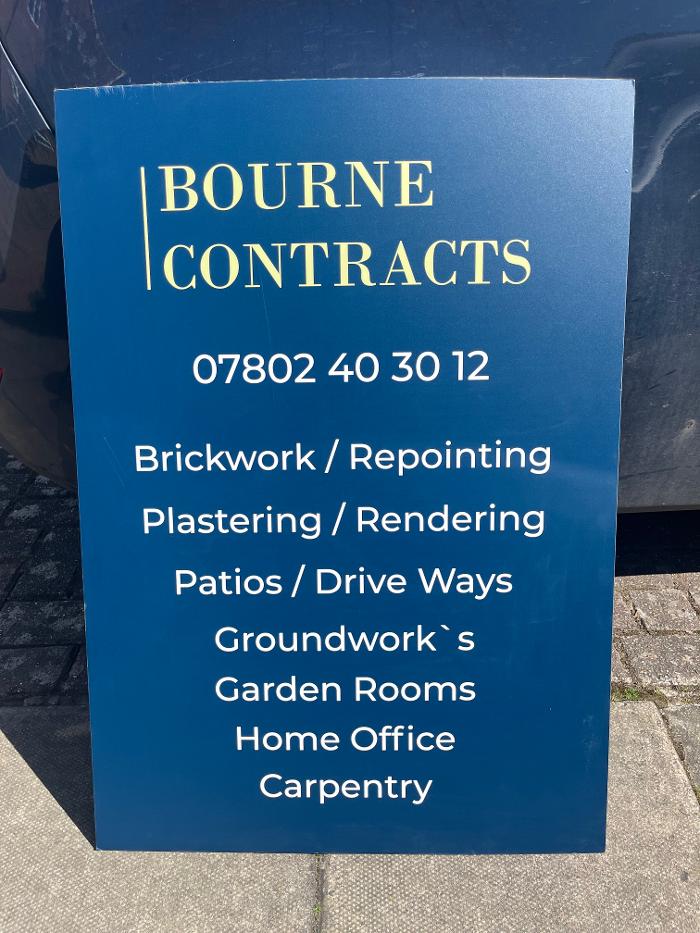 BOURNE
CONTRACTS
07802 40 30 12
Brickwork / Repointing
Plastering / Rendering
Patios / Drive Ways
Groundwork`s
Garden Rooms
Home Office
Carpentry